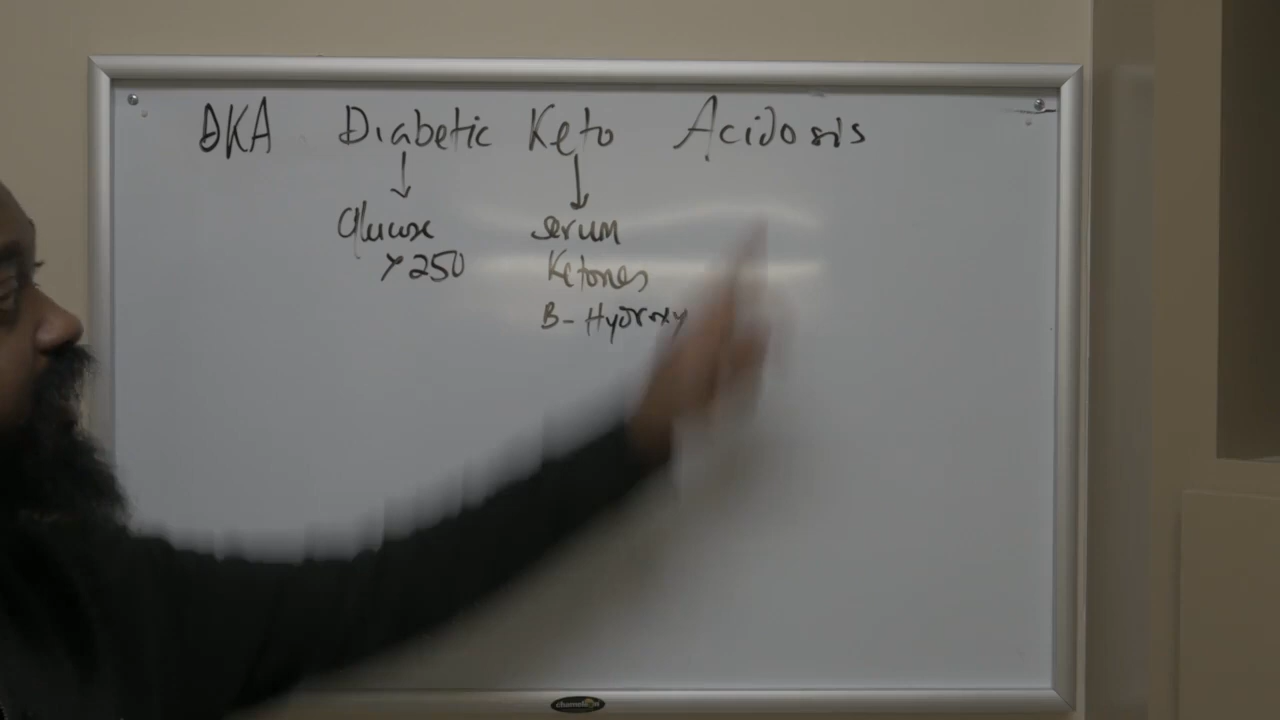 DKA Diabetic Keto Acidosis
Glucose
>250
serum
Ketones
B-Hydroxy